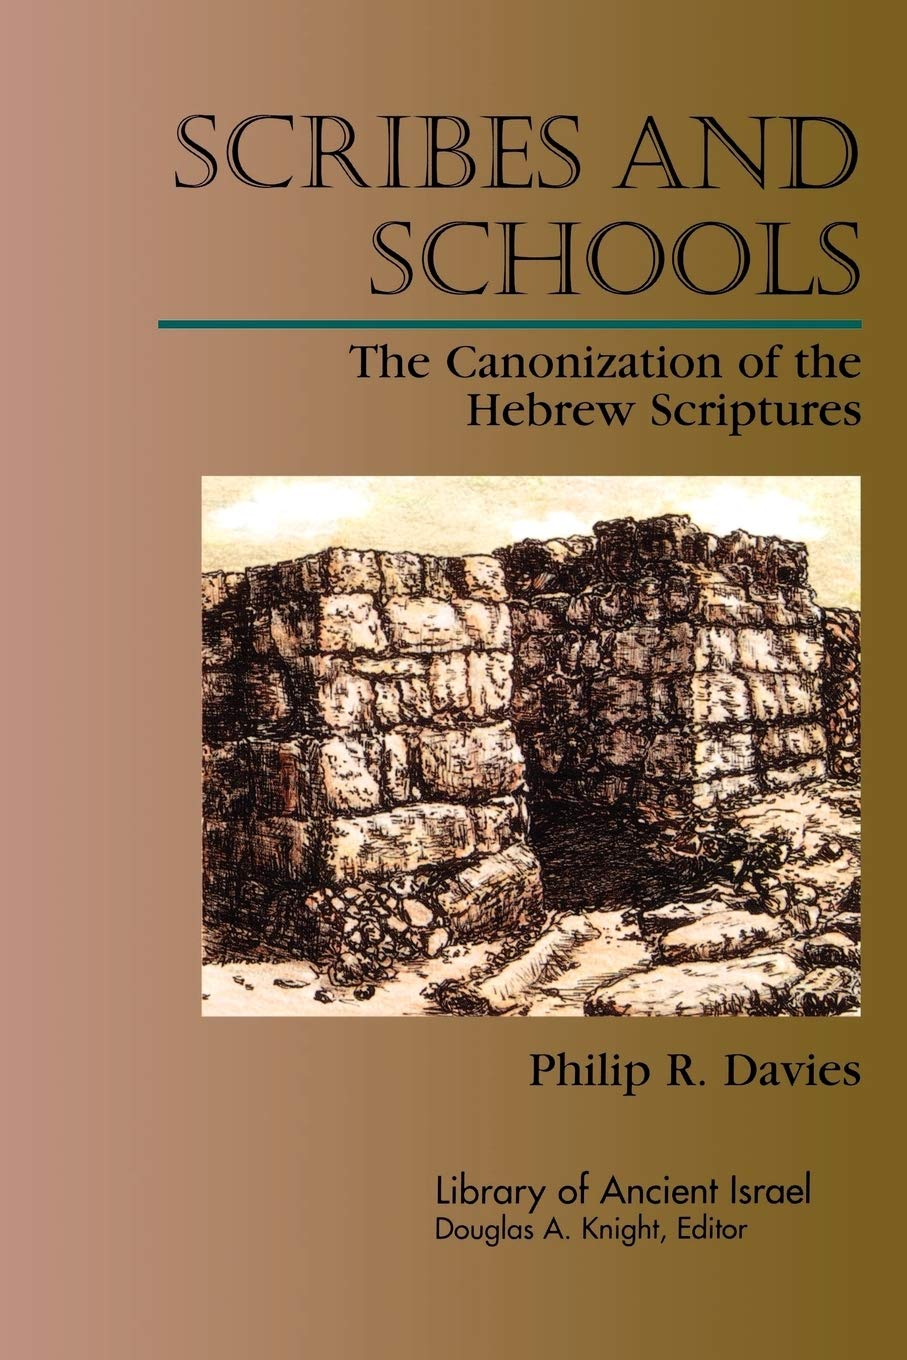 SCRIBES AND
SCHOOLS
The Canonization of the
Hebrew Scriptures
Philip R. Davies
Library of Ancient Israel
Douglas A. Knight, Editor